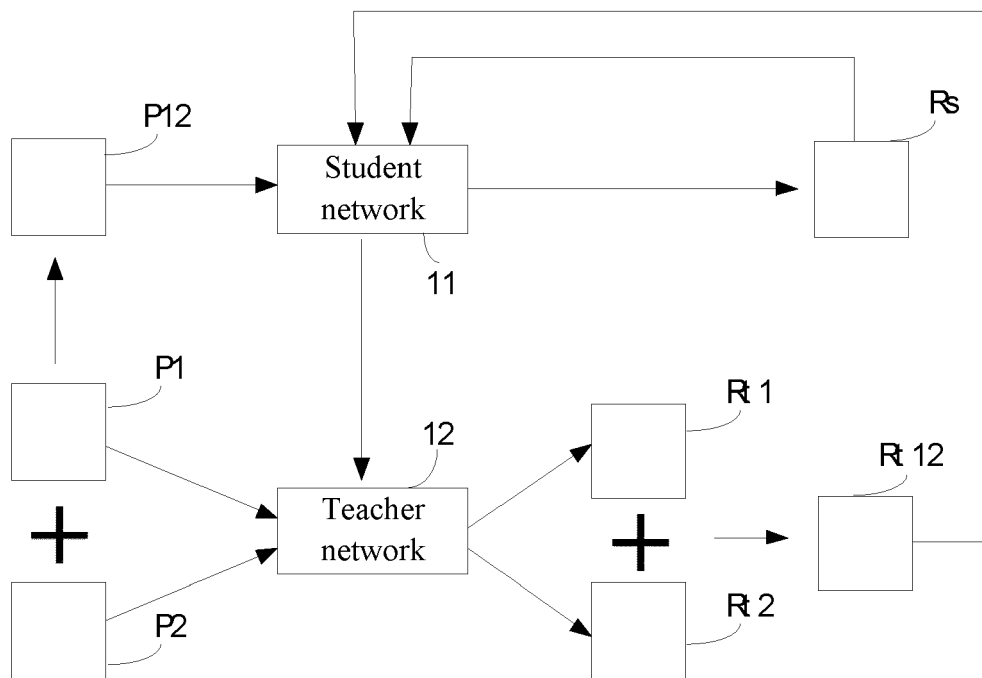 P12
Rs
Student
network
11
P1
Rt 1
12
Rt 12
Teacher
network
P2
Rt 2